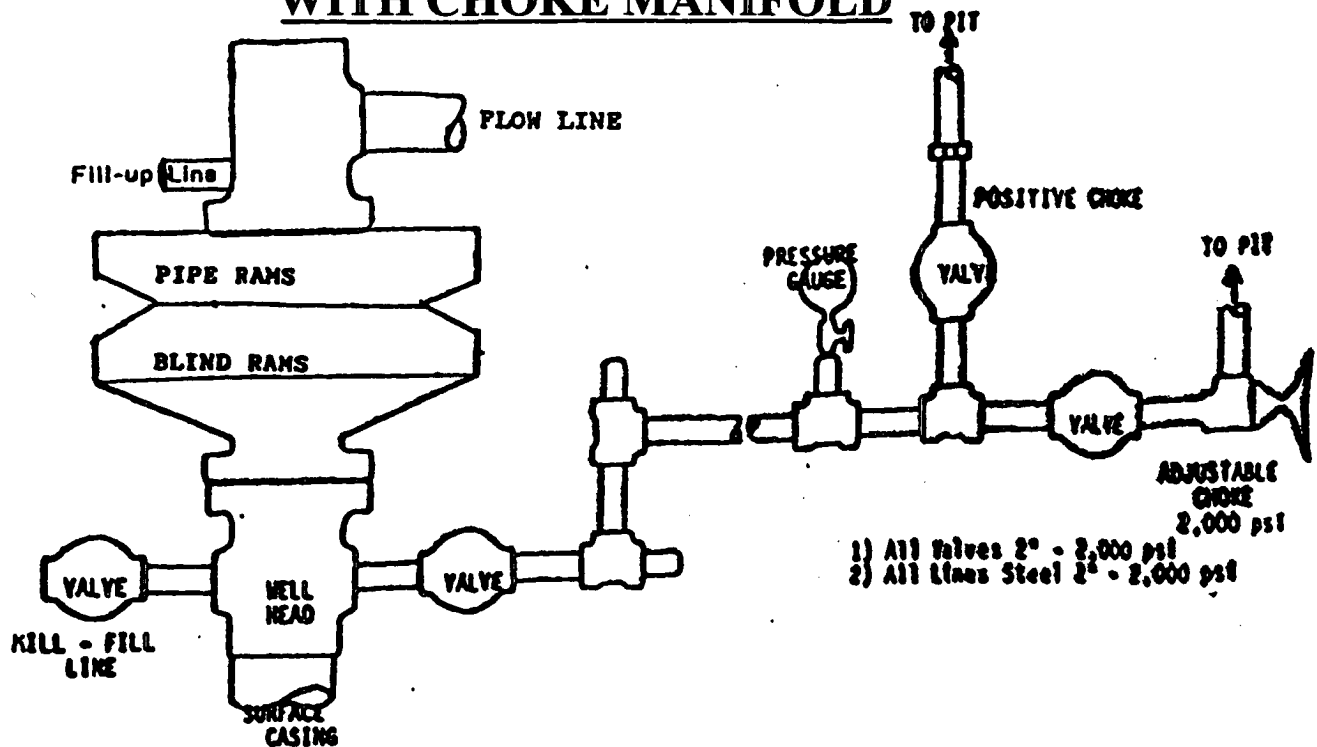 WITH CHOKE MANIFOLD
TO PIT
FLOW LINE
Fill-up Line
POSITIVE CHOKE
PIPE RAMS
PRESSURE
GAUGE
VALV
TO PIT
BLIND RAMS
VALVE
ADJUSTABLE
CHOKE
2,000 psi
1) All Valves 2" - 2,000 psi
2) All Lines Steel 2" - 2,000 psi
VALVE
WELL
HEAD
VALVE
KILL - FILL
LINE
SURFACE
CASING